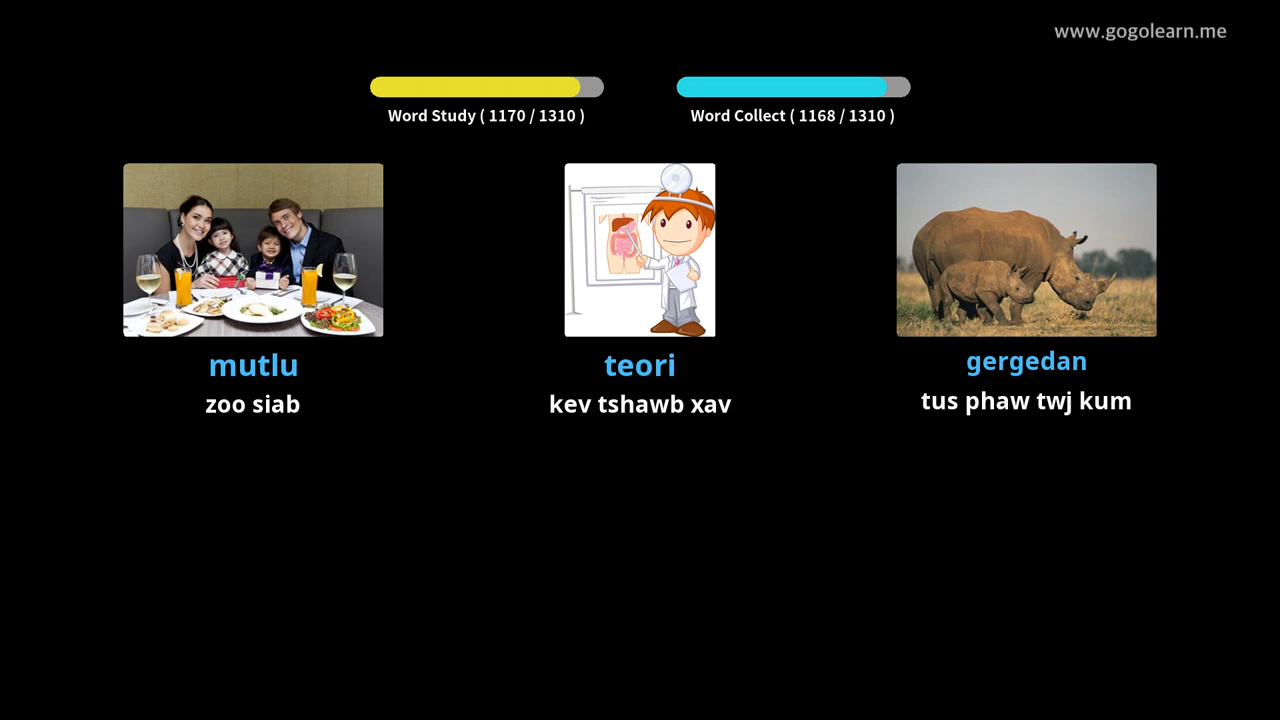 www.gogolearn.me
Word Study ( 1170 / 1310 )
Word Collect ( 1168 / 1310 )
mutlu
zoo siab
teori
kev tshawb xav
gergedan
tus phaw twj kum